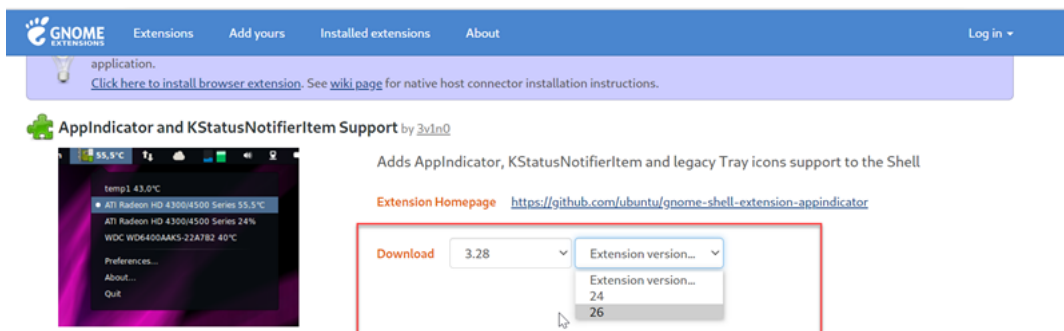 GNOME
EXTENSIONS
Extensions
Add yours
Installed extensions
About
Log in
application.
Click here to install browser extension. See wiki page for native host connector installation instructions.
AppIndicator and KStatusNotifierItem Support by 3v1n0
55,5°C
temp1 43,0°C
ATI Radeon HD 4300/4500 Series 55,5°C
ATI Radeon HD 4300/4500 Series 24%
WDC WD6400AAKS-22A7B2 40°C
Preferences...
About...
Quit
Adds AppIndicator, KStatusNotifierItem and legacy Tray icons support to the Shell
Extension Homepage https://github.com/ubuntu/gnome-shell-extension-appindicator
Download 3.28 Extension version...
Extension version...
24
26